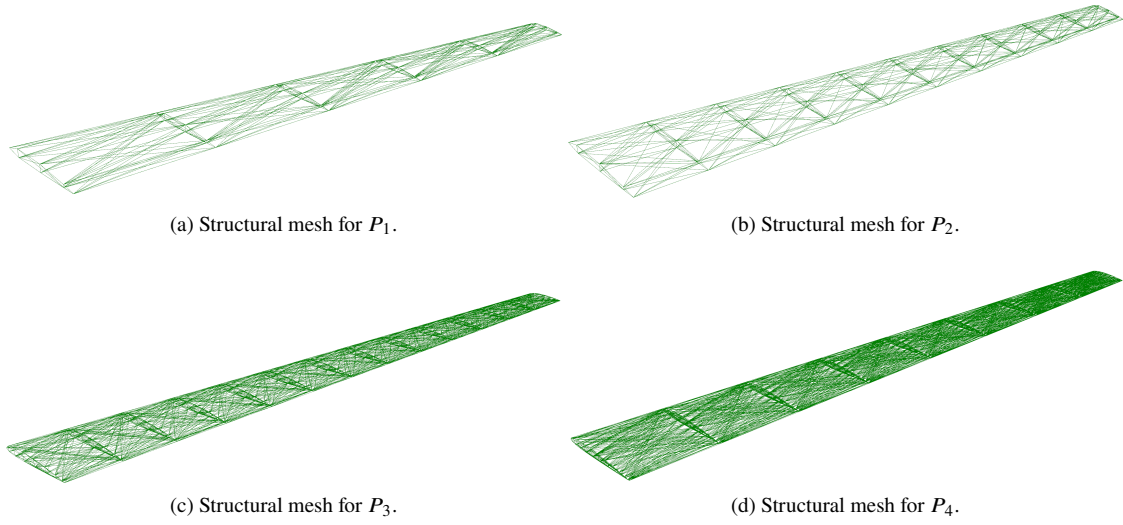 (a) Structural mesh for P₁.
(b) Structural mesh for P₂.
(c) Structural mesh for P₃.
(d) Structural mesh for P₄.